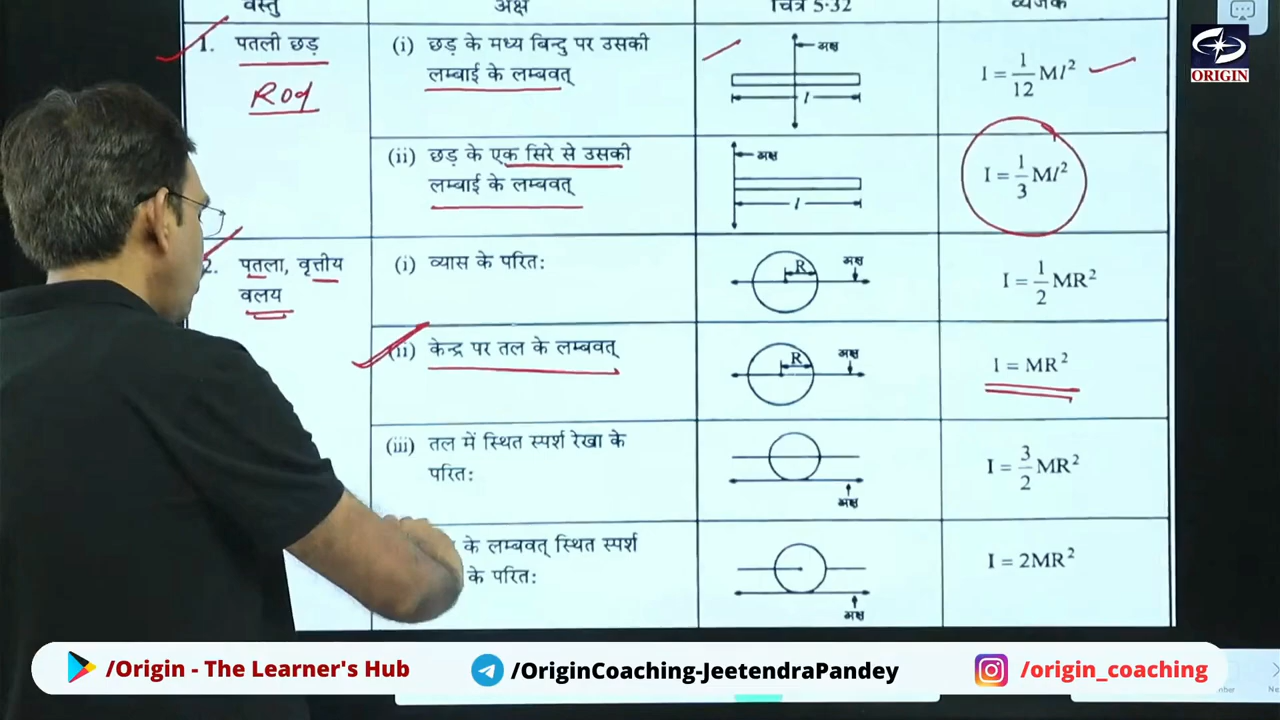 वस्तु अक्ष चित्र 5·32 व्यंजक
1. पतली छड़
Rod
(i) छड़ के मध्य बिन्दु पर उसकी
लम्बाई के लम्बवत्
अक्ष
l
I = 1/12 Ml²
(ii) छड़ के एक सिरे से उसकी
लम्बाई के लम्बवत्
अक्ष
l
I = 1/3 Ml²
2. पतला, वृत्तीय
वलय
(i) व्यास के परितः
R अक्ष
I = 1/2 MR²
(ii) केन्द्र पर तल के लम्बवत्
R अक्ष
I = MR²
(iii) तल में स्थित स्पर्श रेखा के
परितः
अक्ष
I = 3/2 MR²
के लम्बवत् स्थित स्पर्श
के परितः
अक्ष
I = 2MR²
ORIGIN
/Origin - The Learner's Hub
/OriginCoaching-JeetendraPandey
/origin_coaching